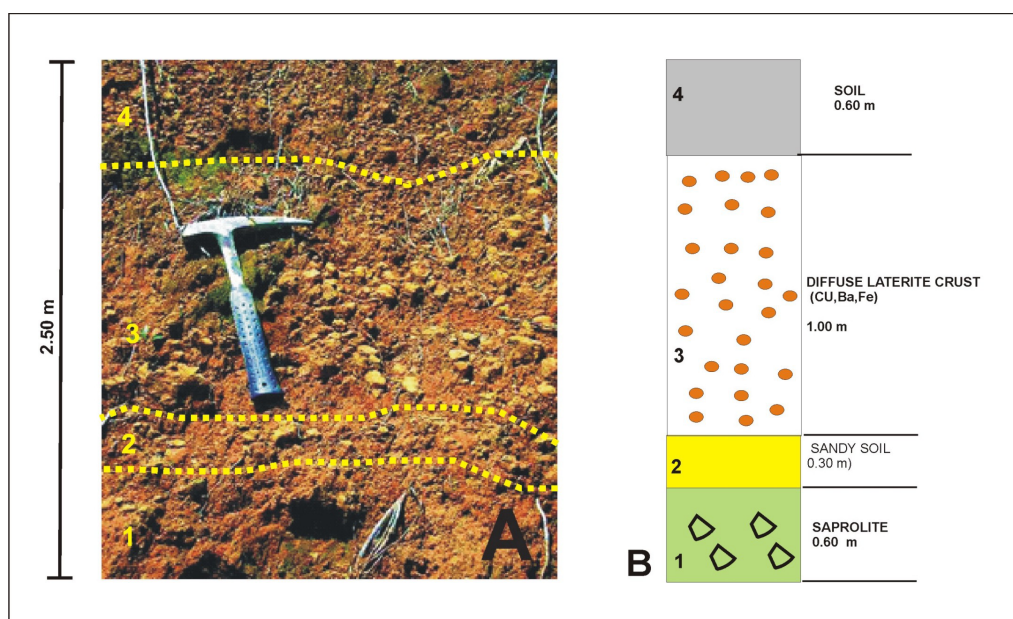 2.50 m
4
3
2
1
A
4
SOIL
0.60 m
DIFFUSE LATERITE CRUST
(CU,Ba,Fe)
1.00 m
3
2
SANDY SOIL
0.30 m)
1
SAPROLITE
0.60 m
B